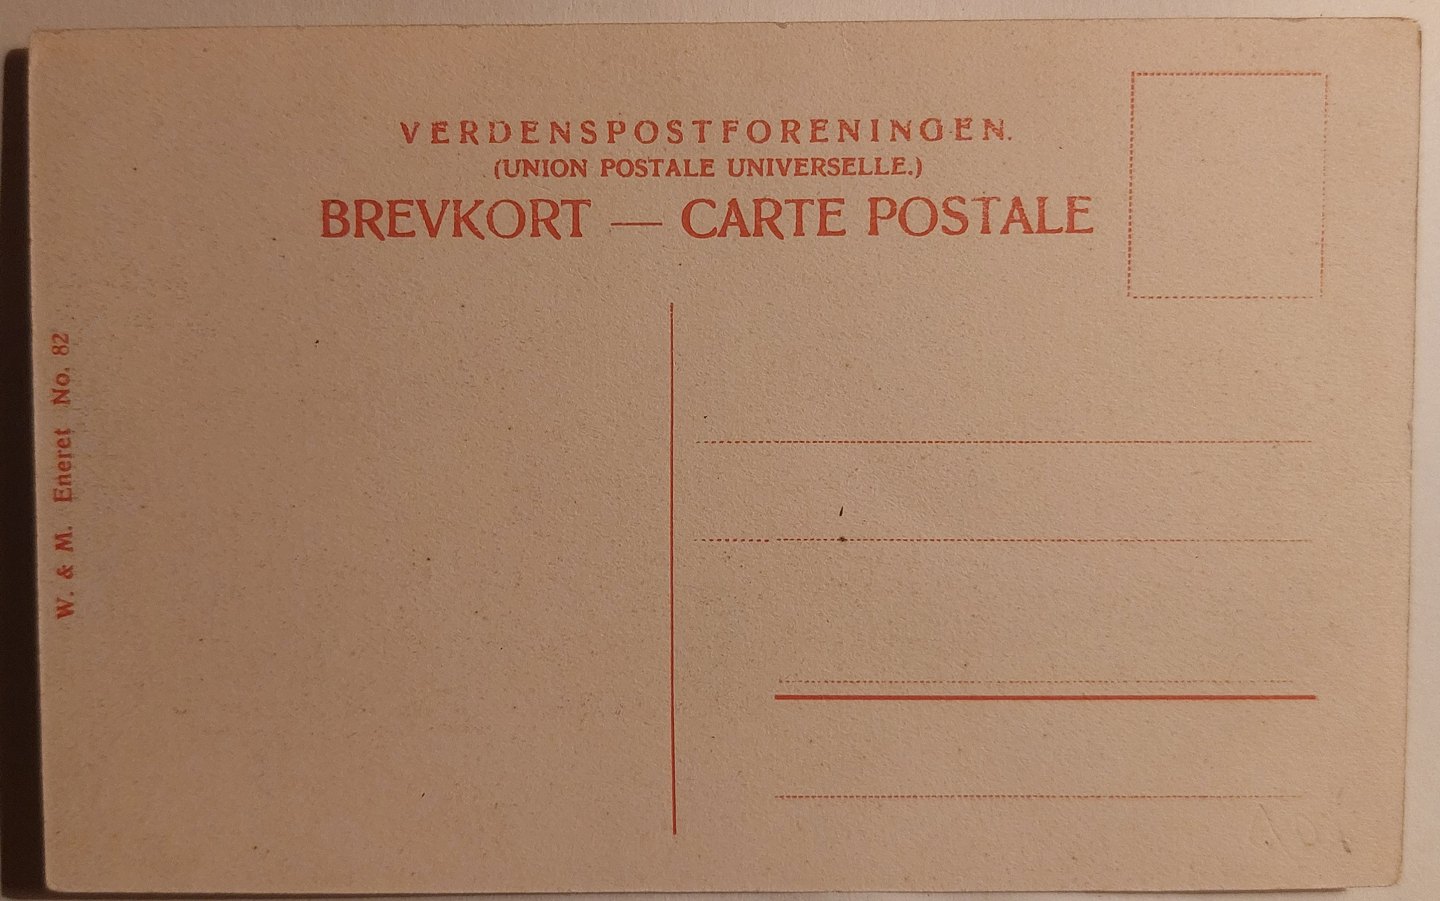 VERDENSPOSTFORENINGEN.
(UNION POSTALE UNIVERSELLE.)
BREVKORT — CARTE POSTALE
W. & M. Eneret No. 82